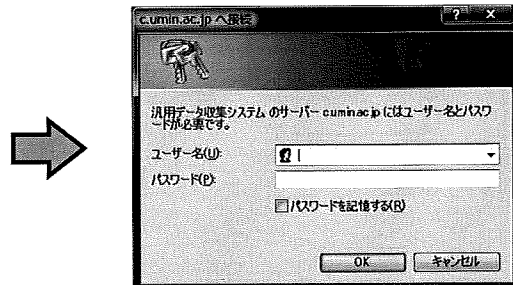 c.umin.ac.jp へ接続
汎用データ収集システム のサーバー c.umin.ac.jp にはユーザー名とパスワ
ードが必要です。
ユーザー名(U):
パスワード(P):
パスワードを記憶する(R)
OK
キャンセル